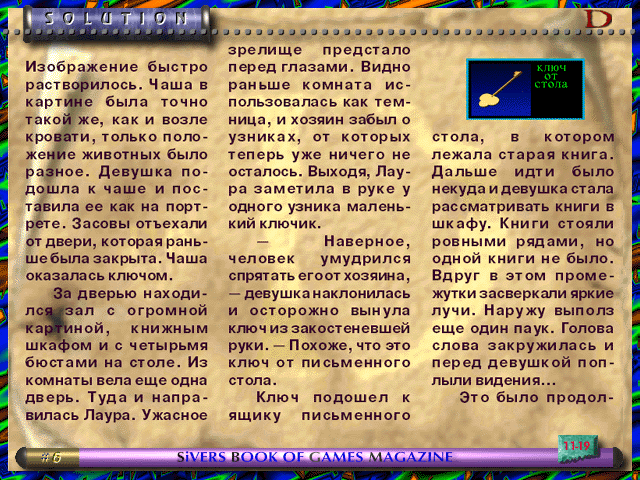 SOLUTION
D
Изображение быстро
растворилось. Чаша в
картине была точно
такой же, как и возле
кровати, только поло-
жение животных было
разное. Девушка по-
дошла к чаше и пос-
тавила ее как на порт-
рете. Засовы отъехали
от двери, которая рань-
ше была закрыта. Чаша
оказалась ключом.
За дверью находи-
лся зал с огромной
картиной, книжным
шкафом и с четырьмя
бюстами на столе. Из
комнаты вела еще одна
дверь. Туда и напра-
вилась Лаура. Ужасное
зрелище предстало
перед глазами. Видно
раньше комната ис-
пользовалась как тем-
ница, и хозяин забыл о
узниках, от которых
теперь уже ничего не
осталось. Выходя, Лау-
ра заметила в руке у
одного узника малень-
кий ключик.
— Наверное,
человек умудрился
спрятать его от хозяина,
— девушка наклонилась
и осторожно вынула
ключ из закостеневшей
руки. — Похоже, что это
ключ от письменного
стола.
Ключ подошел к
ящику письменного
ключ
от
стола
стола, в котором
лежала старая книга.
Дальше идти было
некуда и девушка стала
рассматривать книги в
шкафу. Книги стояли
ровными рядами, но
одной книги не было.
Вдруг в этом проме-
жутки засверкали яркие
лучи. Наружу выполз
еще один паук. Голова
слова закружилась и
перед девушкой поп-
лыли видения...
Это было продол-
#6
SiVERS BOOK OF GAMES MAGAZINE
11-19